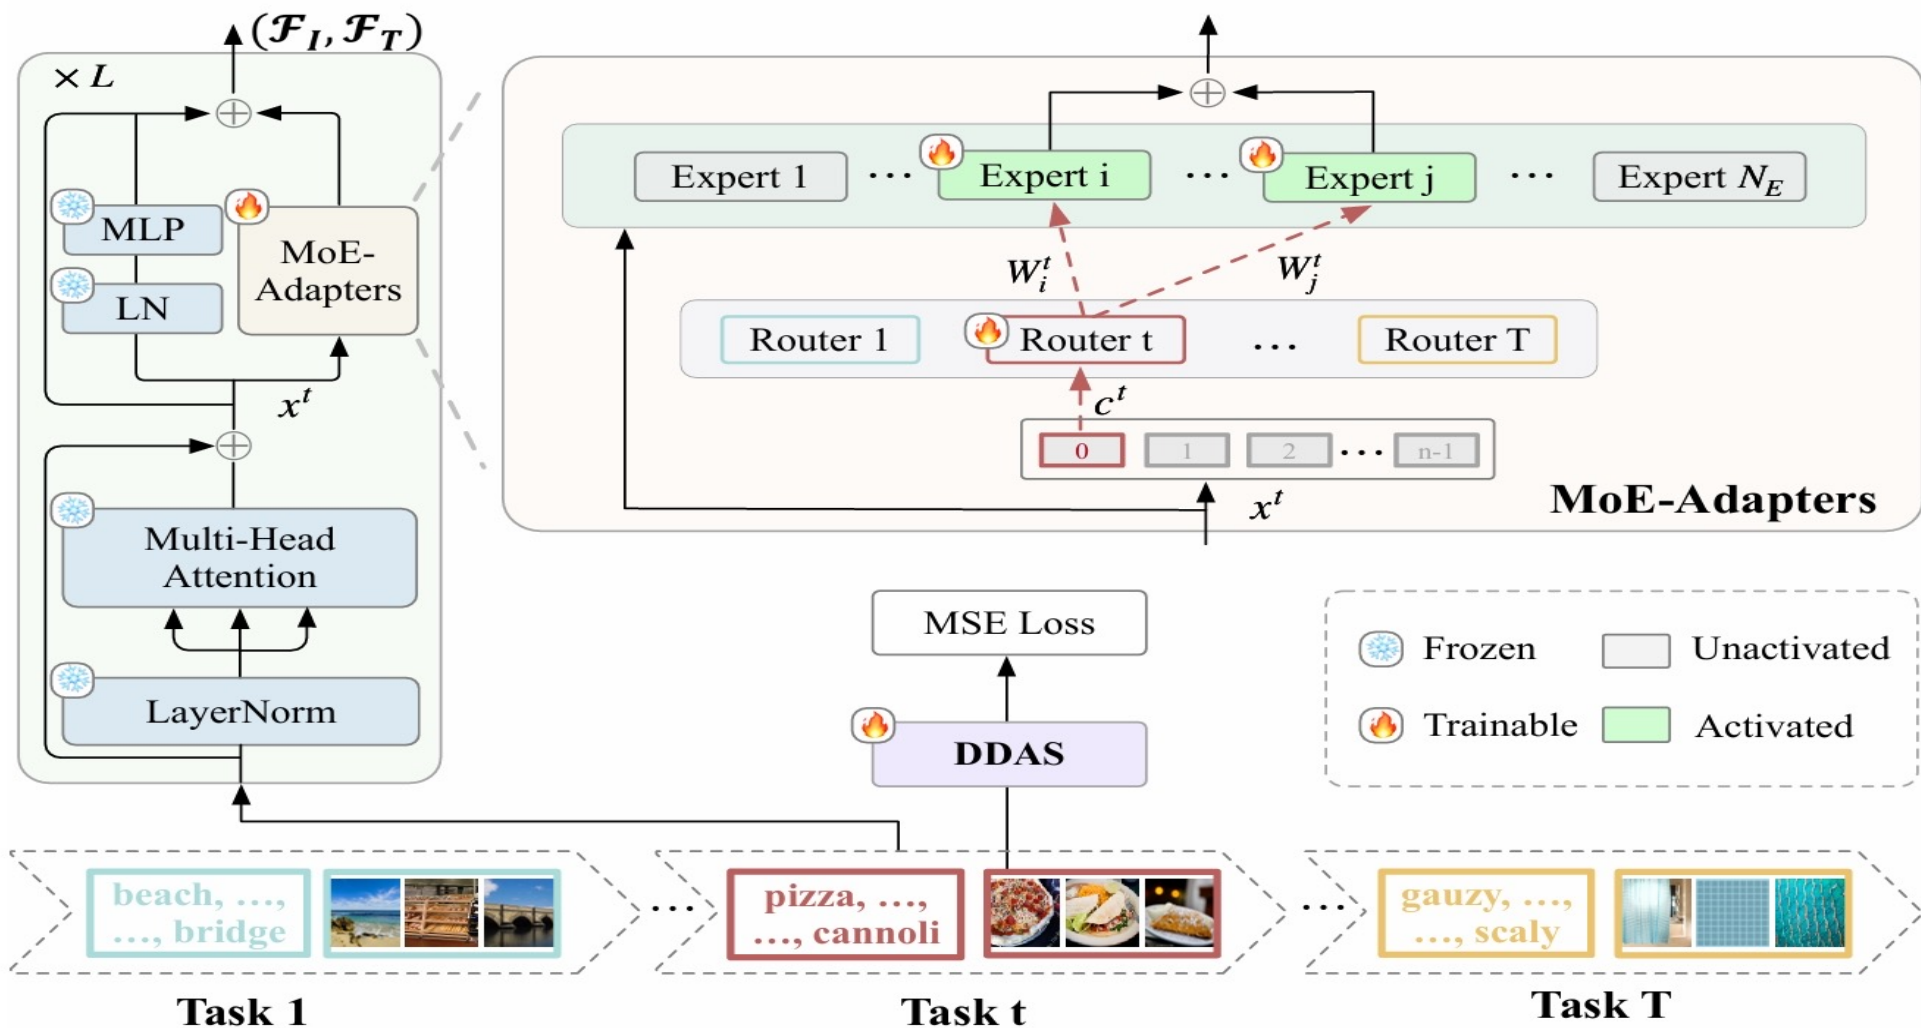 (𝓕_I, 𝓕_T)
× L
MLP
LN
MoE-
Adapters
x^t
Multi-Head
Attention
LayerNorm
Expert 1
...
Expert i
...
Expert j
...
Expert N_E
W_i^t
W_j^t
Router 1
Router t
...
Router T
c^t
0
1
2
...
n-1
x^t
MoE-Adapters
MSE Loss
DDAS
Frozen
Unactivated
Trainable
Activated
beach, ...,
..., bridge
...
pizza, ...,
..., cannoli
...
gauzy, ...,
..., scaly
Task 1
Task t
Task T